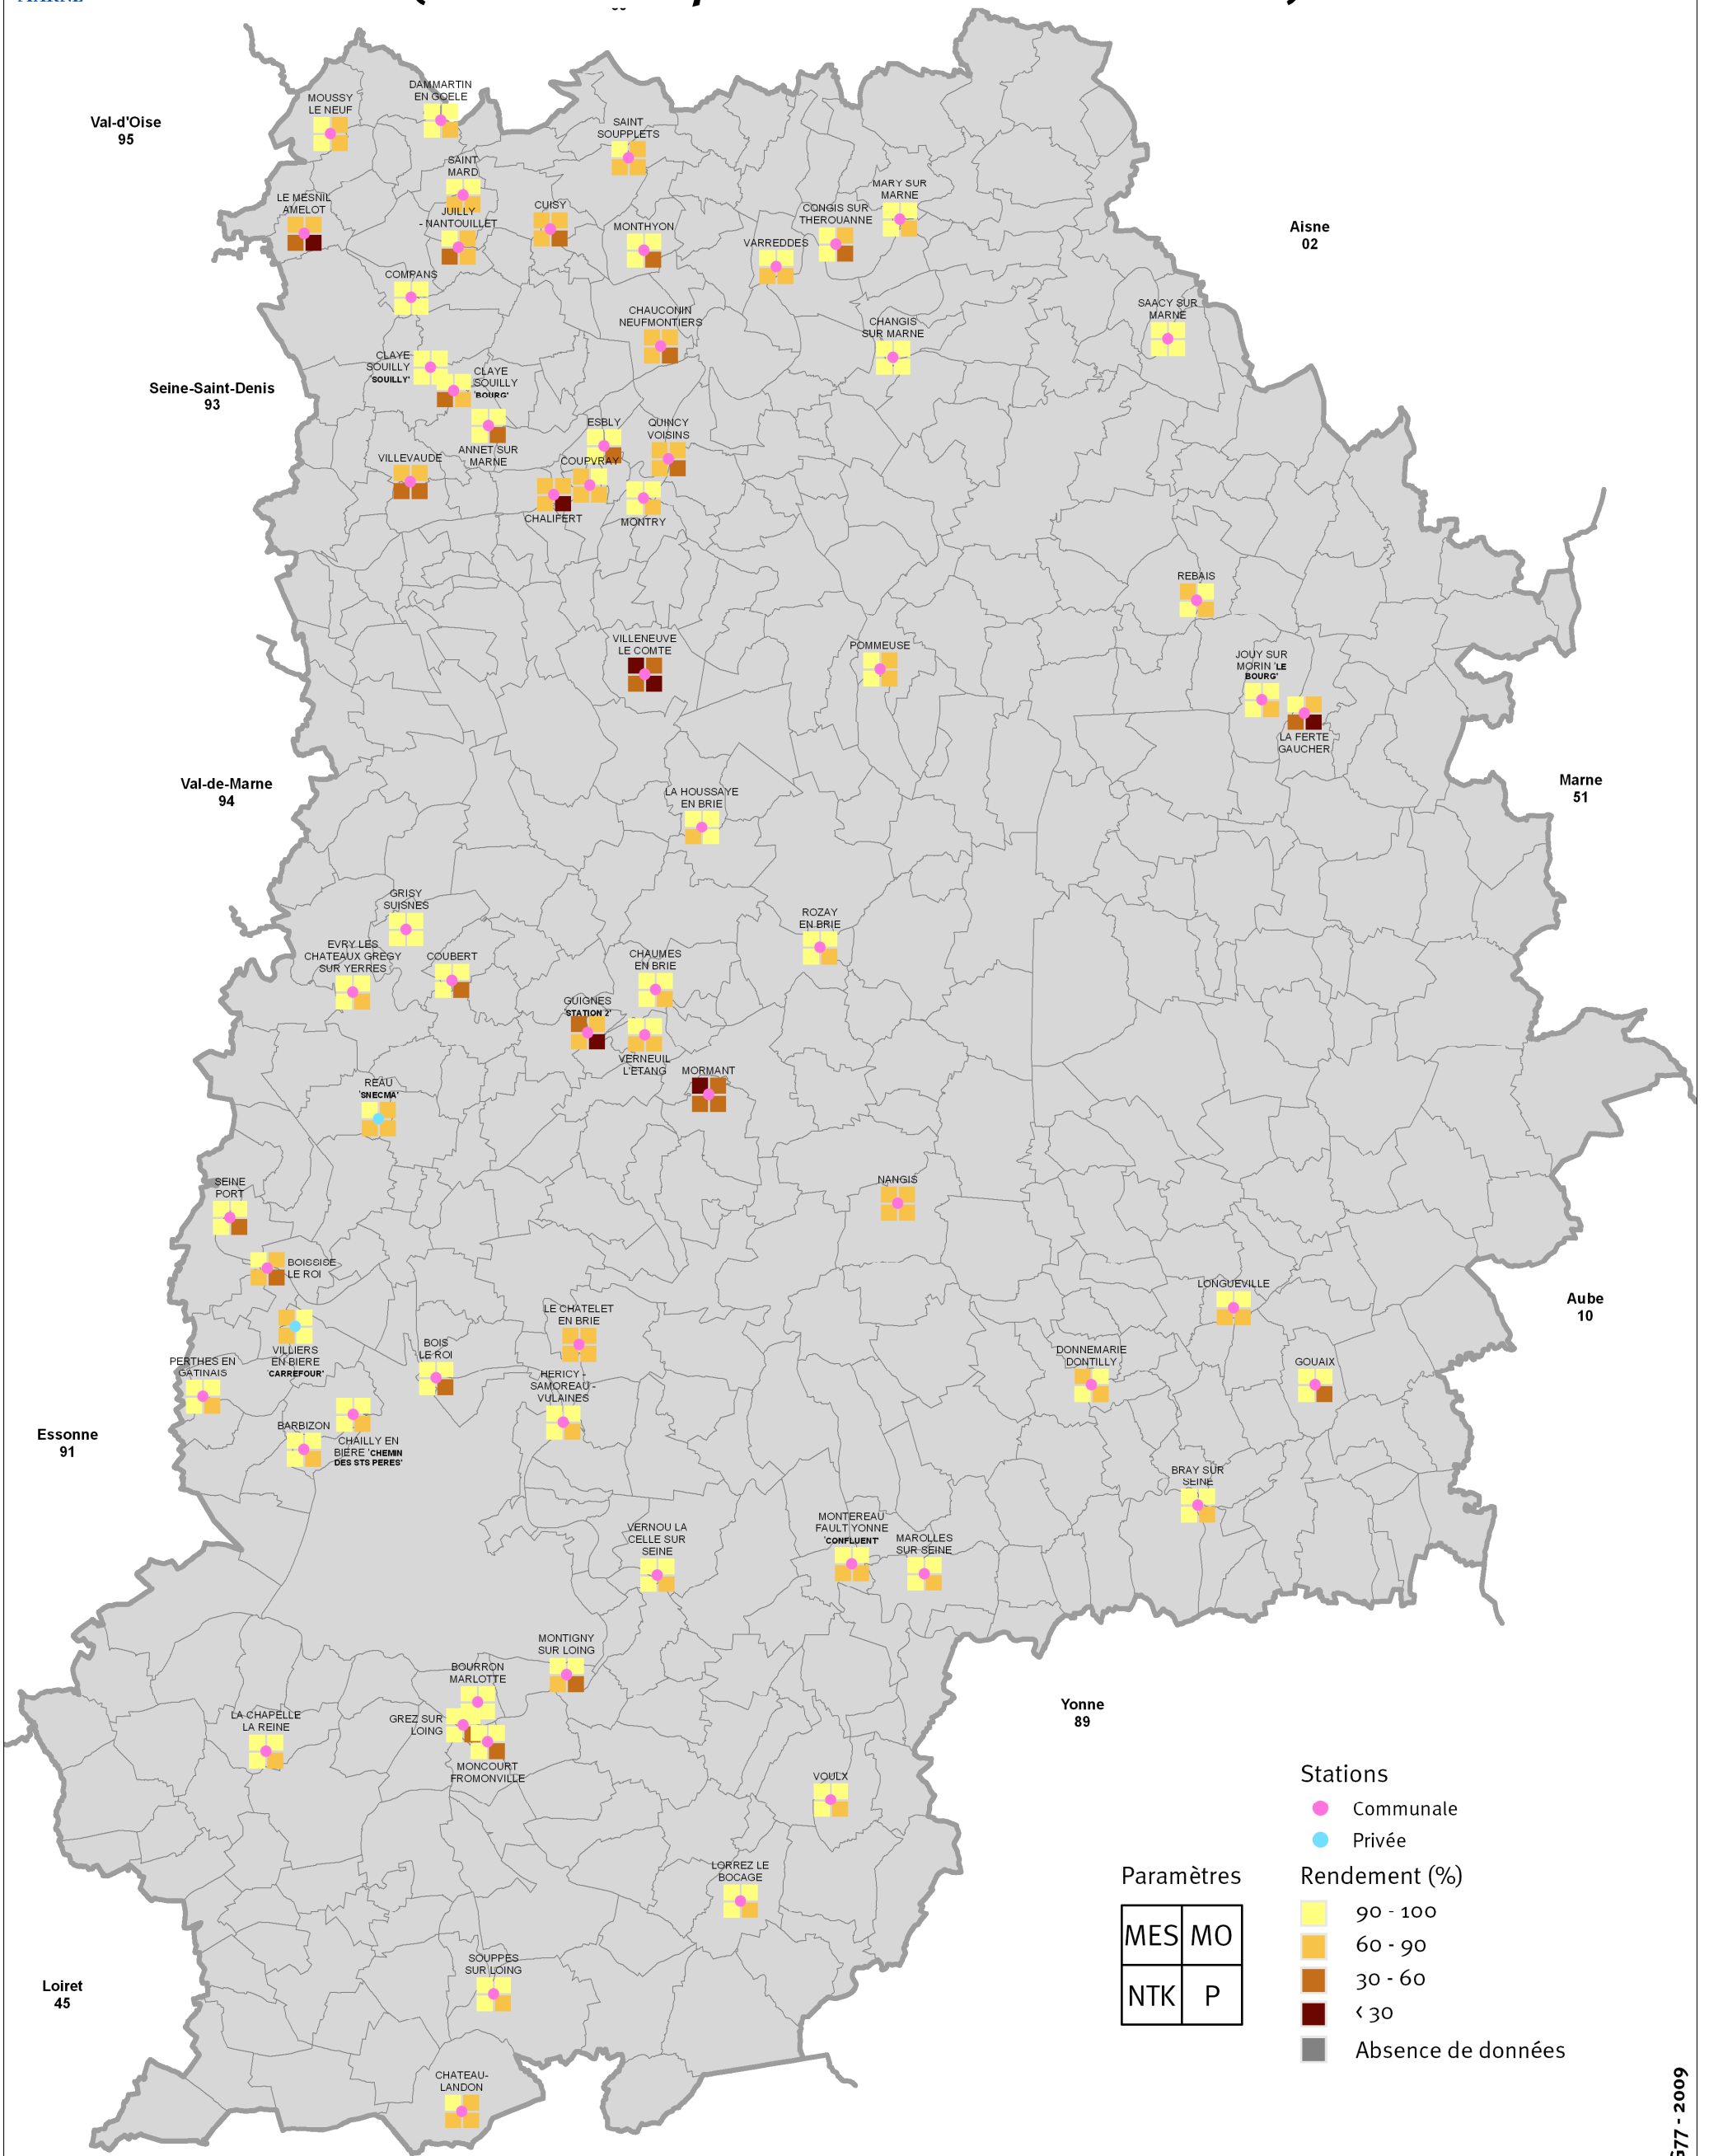 MARNE
Val-d'Oise
95
MOUSSY
LE NEUF
DAMMARTIN
EN GOELE
SAINT
SOUPPLETS
SAINT
MARD
LE MESNIL
AMELOT
JUILLY
- NANTOUILLET
CUISY
MONTHYON
VARREDDES
CONGIS SUR
THEROUANNE
MARY SUR
MARNE
Aisne
02
COMPANS
CHAUCONIN
NEUFMONTIERS
CHANGIS
SUR MARNE
SAACY SUR
MARNE
Seine-Saint-Denis
93
CLAYE
SOUILLY
'SOUILLY'
CLAYE
SOUILLY
'BOURG'
ANNET SUR
MARNE
VILLEVAUDE
ESBLY
QUINCY
VOISINS
COUPVRAY
CHALIFERT
MONTRY
REBAIS
VILLENEUVE
LE COMTE
POMMEUSE
JOUY SUR
MORIN 'LE
BOURG'
LA FERTE
GAUCHER
Val-de-Marne
94
Marne
51
LA HOUSSAYE
EN BRIE
GRISY
SUISNES
ROZAY
EN BRIE
EVRY LES
CHATEAUX GREGY
SUR YERRES
COUBERT
CHAUMES
EN BRIE
GUIGNES
'STATION 2'
VERNEUIL
L'ETANG
MORMANT
REAU
'SNECMA'
SEINE
PORT
NANGIS
BOISSISE
LE ROI
LONGUEVILLE
Aube
10
LE CHATELET
EN BRIE
VILLIERS
EN BIERE
'CARREFOUR'
BOIS
LE ROI
DONNEMARIE
DONTILLY
GOUAIX
PERTHES EN
GATINAIS
HERICY -
SAMOREAU -
VULAINES
Essonne
91
BARBIZON
CHAILLY EN
BIERE 'CHEMIN
DES STS PERES'
BRAY SUR
SEINE
VERNOU LA
CELLE SUR
SEINE
MONTEREAU
FAULT YONNE
'CONFLUENT'
MAROLLES
SUR SEINE
MONTIGNY
SUR LOING
BOURRON
MARLOTTE
GREZ SUR
LOING
MONCOURT
FROMONVILLE
LA CHAPELLE
LA REINE
Yonne
89
VOULX
LORREZ LE
BOCAGE
SOUPPES
SUR LOING
Loiret
45
CHATEAU-
LANDON
Stations
Communale
Privée
Paramètres
MES MO
NTK P
Rendement (%)
90 - 100
60 - 90
30 - 60
< 30
Absence de données
G77 - 2009